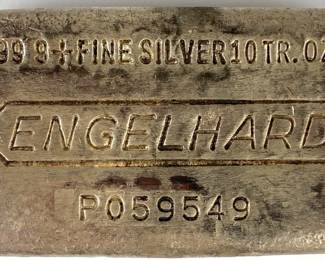 99 9+FINE SILVER 10 TR. OZ
ENGELHARD
P059549